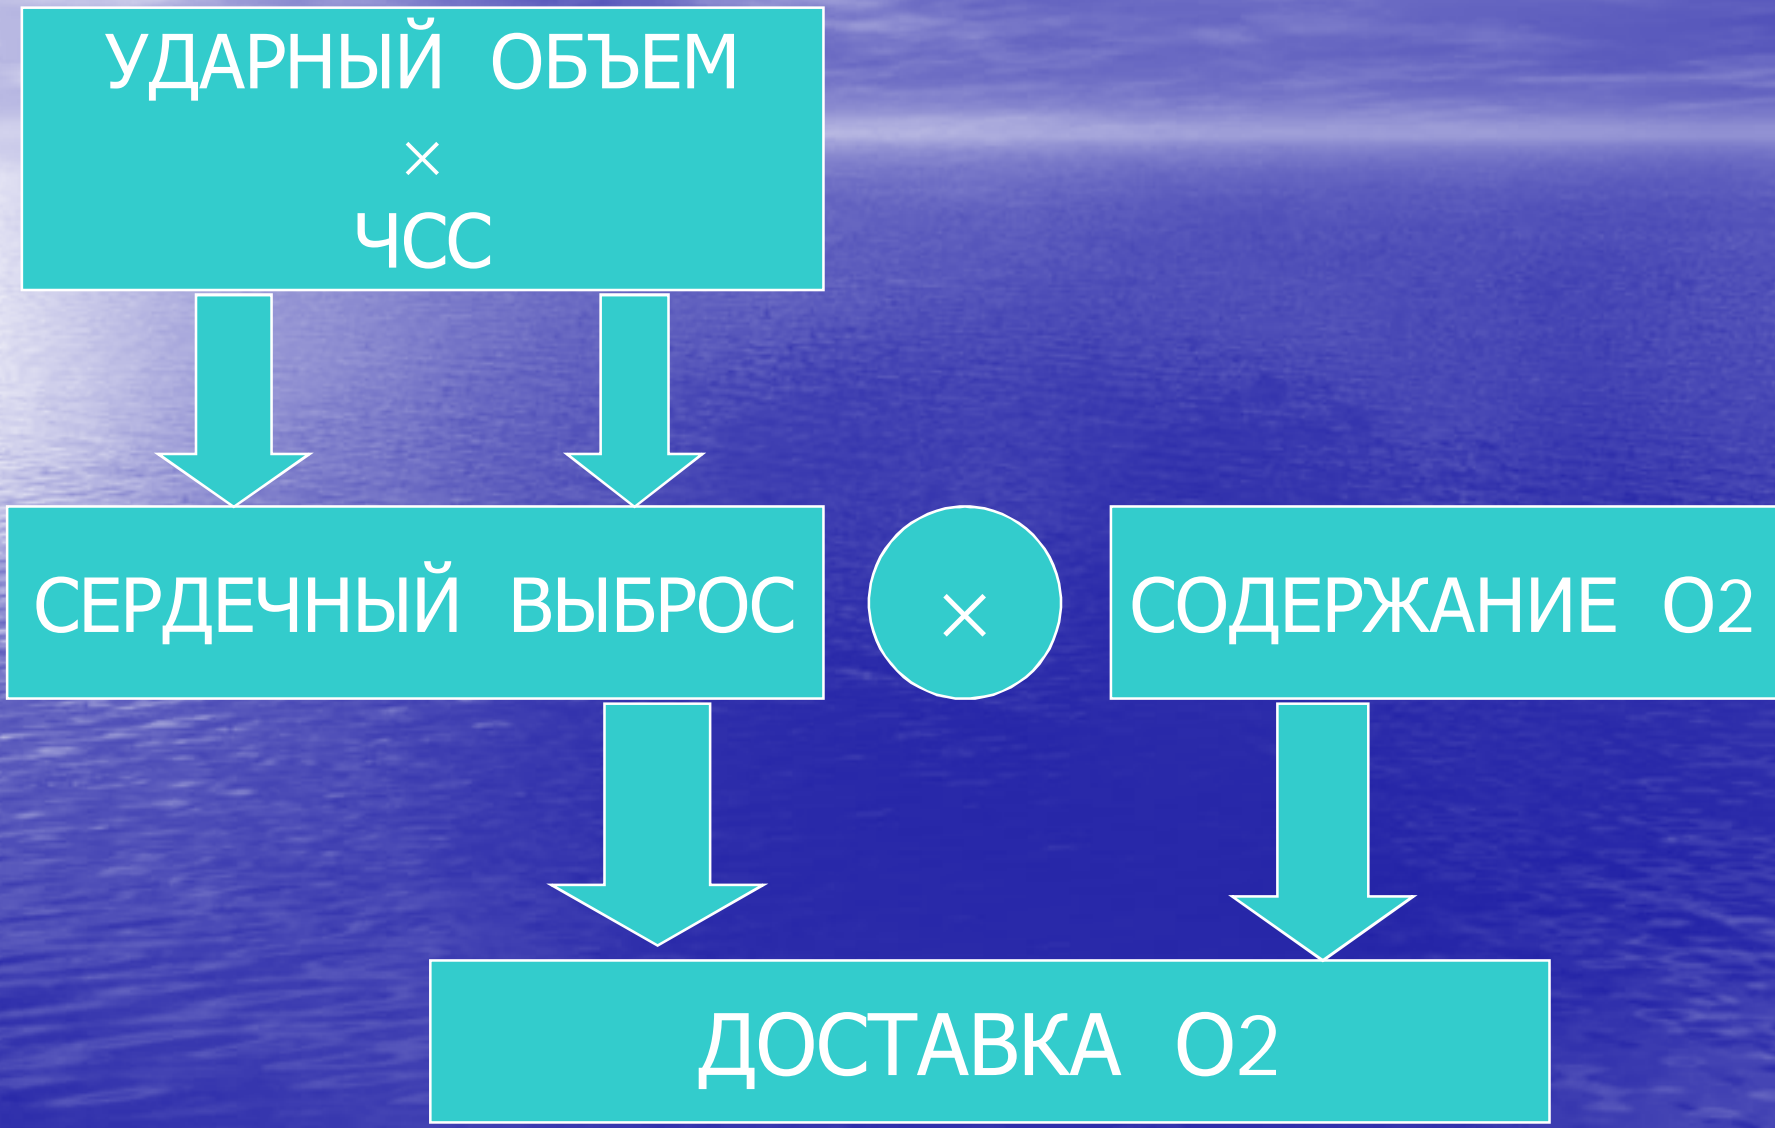 УДАРНЫЙ ОБЪЕМ
×
ЧСС
СЕРДЕЧНЫЙ ВЫБРОС
×
СОДЕРЖАНИЕ О2
ДОСТАВКА О2